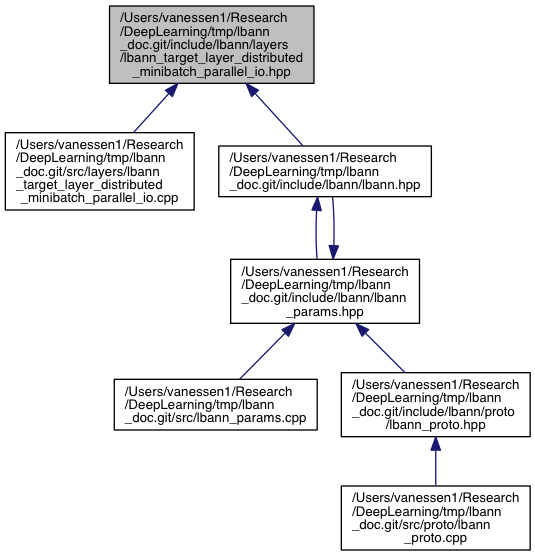 /Users/vanessen1/Research
/DeepLearning/tmp/lbann
_doc.git/include/lbann/layers
/lbann_target_layer_distributed
_minibatch_parallel_io.hpp
/Users/vanessen1/Research
/DeepLearning/tmp/lbann
_doc.git/src/layers/lbann
_target_layer_distributed
_minibatch_parallel_io.cpp
/Users/vanessen1/Research
/DeepLearning/tmp/lbann
_doc.git/include/lbann/lbann.hpp
/Users/vanessen1/Research
/DeepLearning/tmp/lbann
_doc.git/include/lbann/lbann
_params.hpp
/Users/vanessen1/Research
/DeepLearning/tmp/lbann
_doc.git/src/lbann_params.cpp
/Users/vanessen1/Research
/DeepLearning/tmp/lbann
_doc.git/include/lbann/proto
/lbann_proto.hpp
/Users/vanessen1/Research
/DeepLearning/tmp/lbann
_doc.git/src/proto/lbann
_proto.cpp